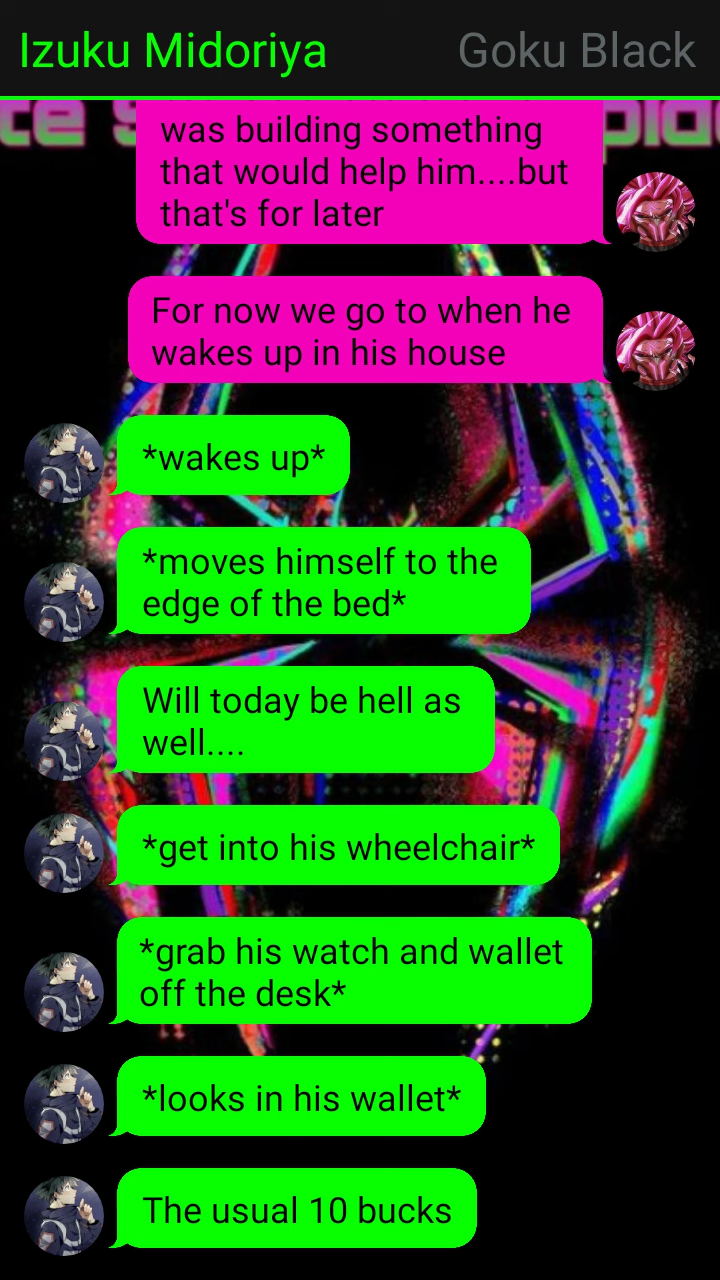 Izuku Midoriya
Goku Black
was building something
that would help him....but
that's for later
For now we go to when he
wakes up in his house
*wakes up*
*moves himself to the
edge of the bed*
Will today be hell as
well....
*get into his wheelchair*
*grab his watch and wallet
off the desk*
*looks in his wallet*
The usual 10 bucks